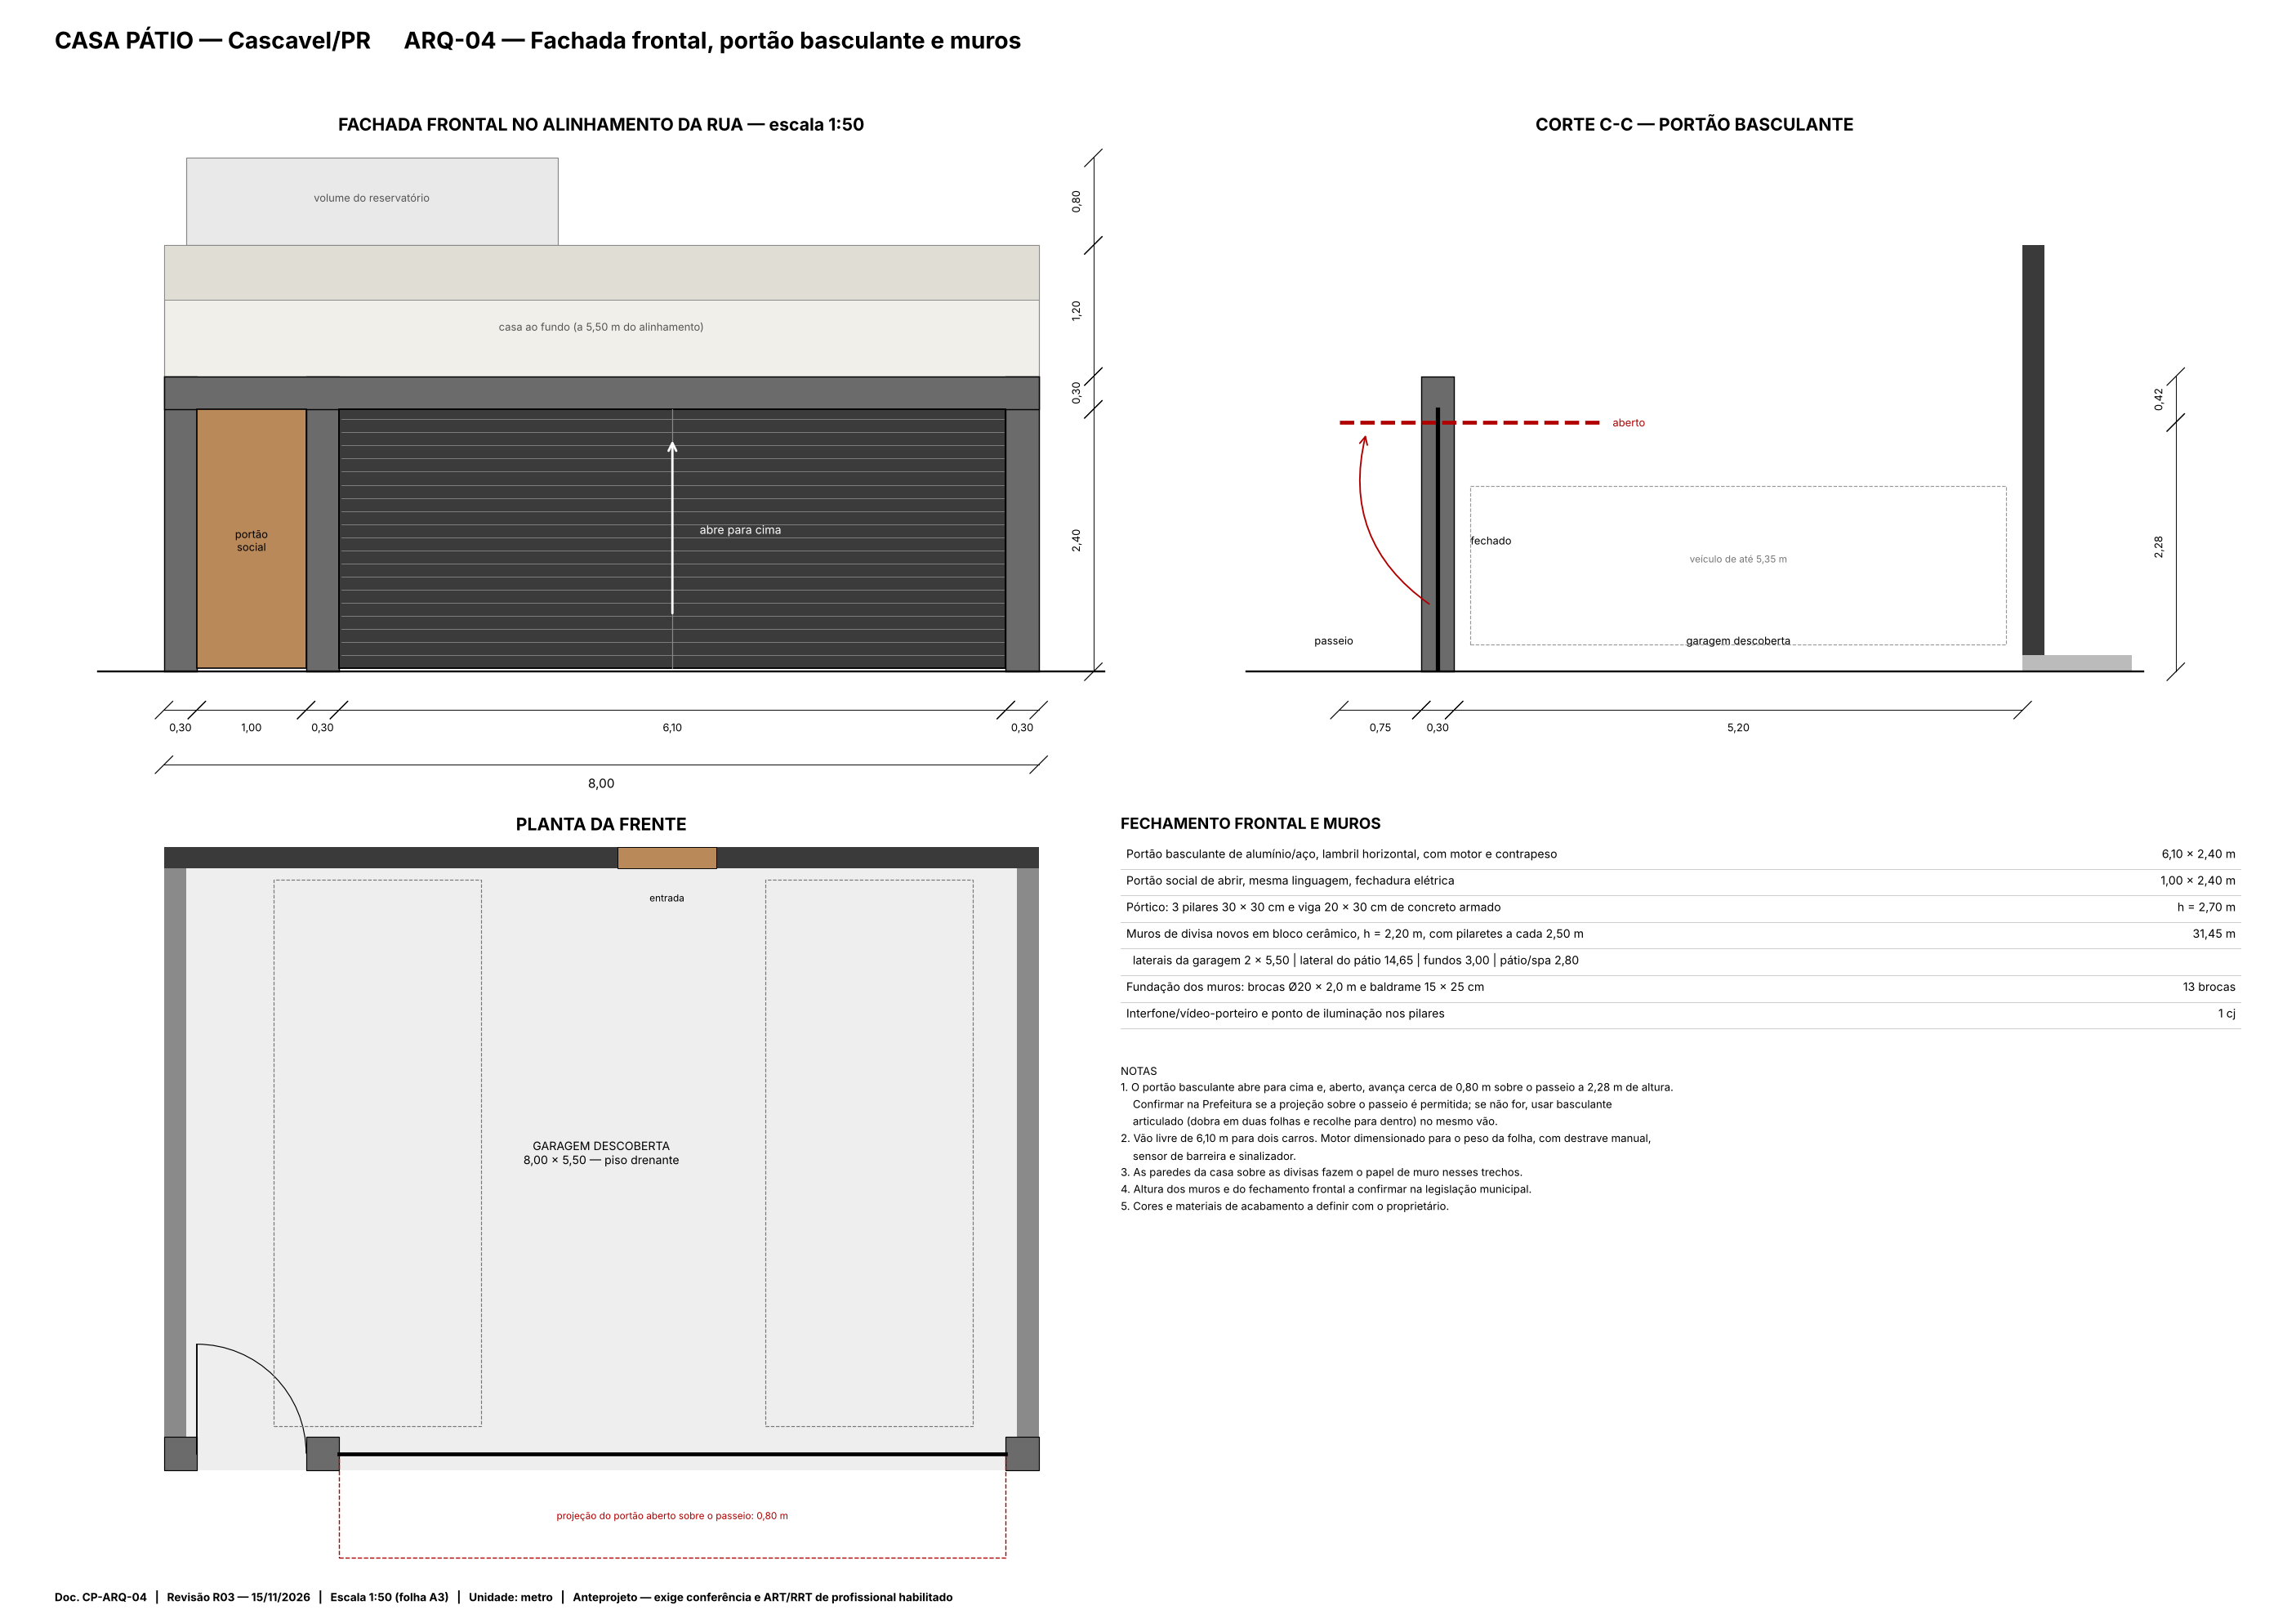 CASA PÁTIO — Cascavel/PR ARQ-04 — Fachada frontal, portão basculante e muros
FACHADA FRONTAL NO ALINHAMENTO DA RUA — escala 1:50
volume do reservatório
casa ao fundo (a 5,50 m do alinhamento)
portão
social
abre para cima
0,80
1,20
0,30
2,40
0,30
1,00
0,30
6,10
0,30
8,00
CORTE C-C — PORTÃO BASCULANTE
aberto
fechado
veículo de até 5,35 m
passeio
garagem descoberta
0,42
2,28
0,75
0,30
5,20
PLANTA DA FRENTE
entrada
GARAGEM DESCOBERTA
8,00 × 5,50 — piso drenante
projeção do portão aberto sobre o passeio: 0,80 m
FECHAMENTO FRONTAL E MUROS
Portão basculante de alumínio/aço, lambril horizontal, com motor e contrapeso 6,10 × 2,40 m
Portão social de abrir, mesma linguagem, fechadura elétrica 1,00 × 2,40 m
Pórtico: 3 pilares 30 × 30 cm e viga 20 × 30 cm de concreto armado h = 2,70 m
Muros de divisa novos em bloco cerâmico, h = 2,20 m, com pilaretes a cada 2,50 m 31,45 m
laterais da garagem 2 × 5,50 | lateral do pátio 14,65 | fundos 3,00 | pátio/spa 2,80
Fundação dos muros: brocas Ø20 × 2,0 m e baldrame 15 × 25 cm 13 brocas
Interfone/vídeo-porteiro e ponto de iluminação nos pilares 1 cj
NOTAS
1. O portão basculante abre para cima e, aberto, avança cerca de 0,80 m sobre o passeio a 2,28 m de altura.
Confirmar na Prefeitura se a projeção sobre o passeio é permitida; se não for, usar basculante
articulado (dobra em duas folhas e recolhe para dentro) no mesmo vão.
2. Vão livre de 6,10 m para dois carros. Motor dimensionado para o peso da folha, com destrave manual,
sensor de barreira e sinalizador.
3. As paredes da casa sobre as divisas fazem o papel de muro nesses trechos.
4. Altura dos muros e do fechamento frontal a confirmar na legislação municipal.
5. Cores e materiais de acabamento a definir com o proprietário.
Doc. CP-ARQ-04 | Revisão R03 — 15/11/2026 | Escala 1:50 (folha A3) | Unidade: metro | Anteprojeto — exige conferência e ART/RRT de profissional habilitado